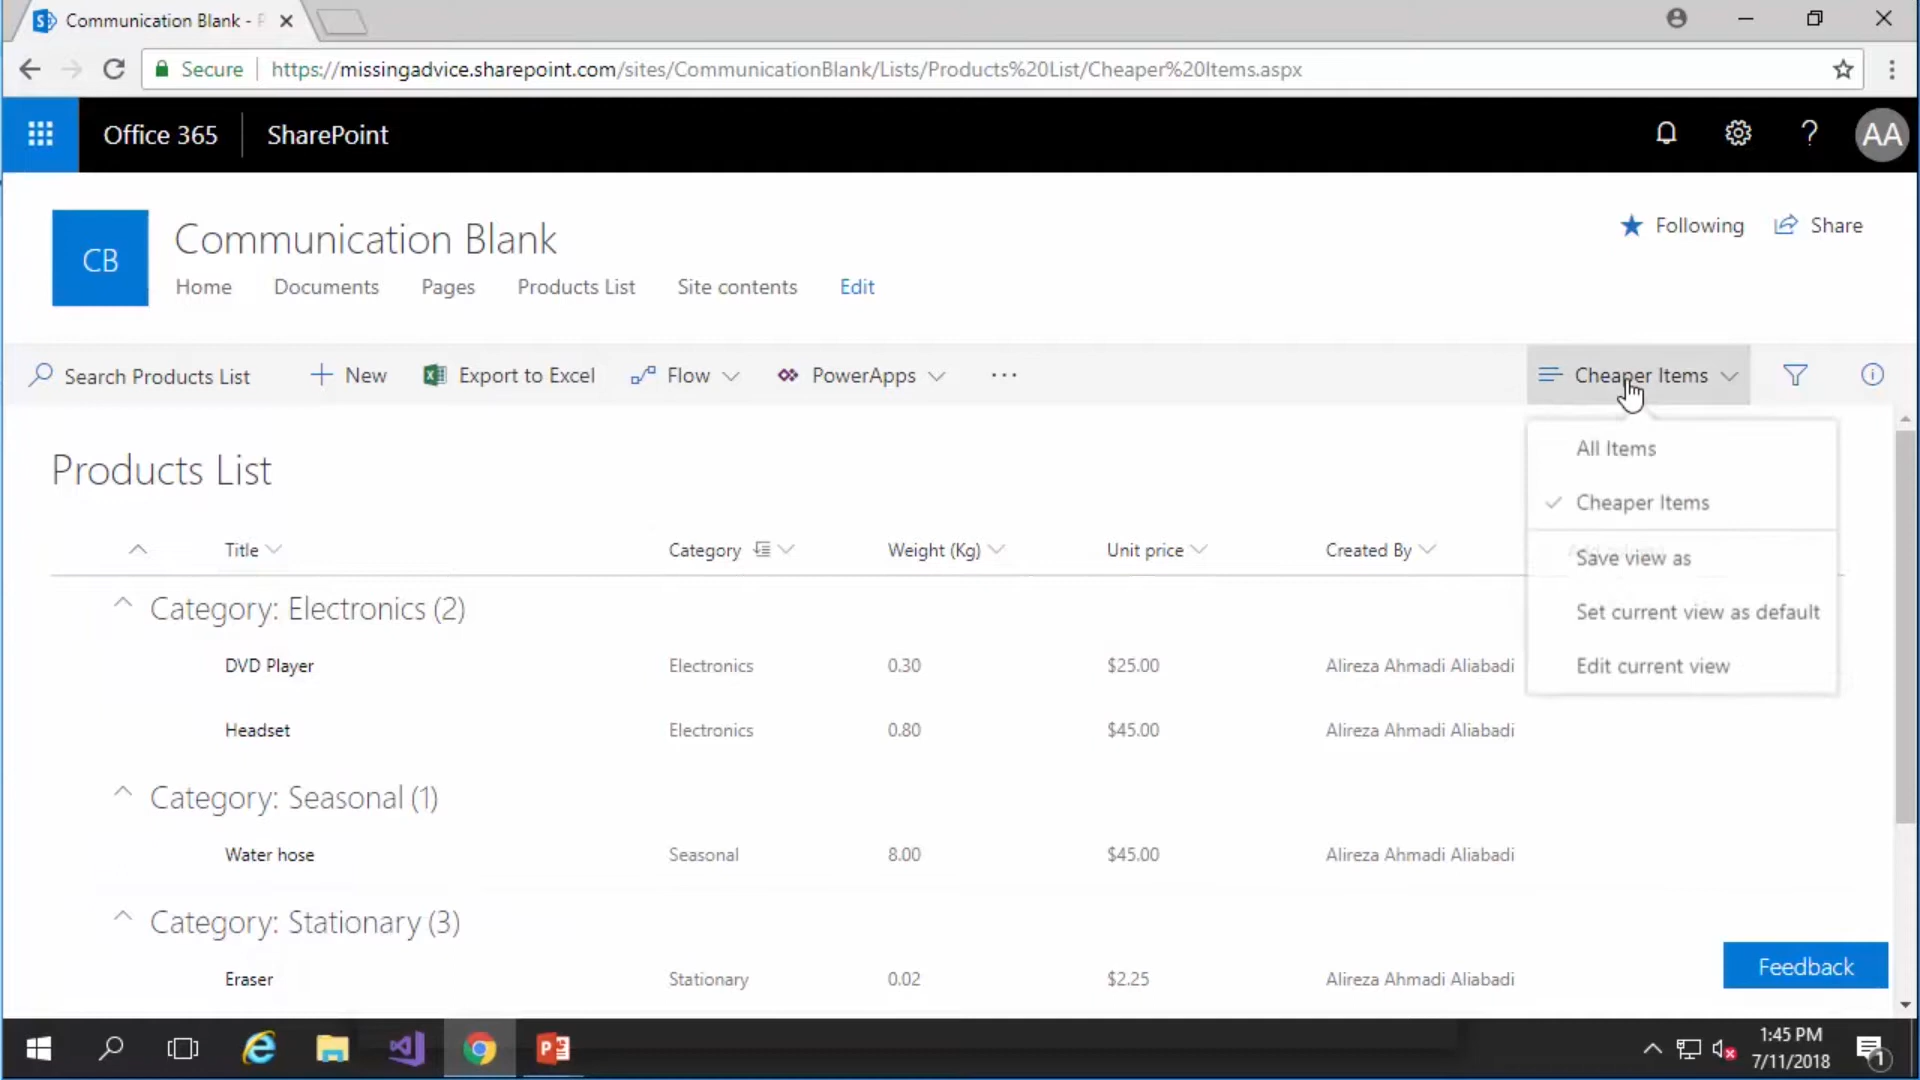 Communication Blank - P
Secure
https://missingadvice.sharepoint.com/sites/CommunicationBlank/Lists/Products%20List/Cheaper%20Items.aspx
Office 365
SharePoint
?
AA
CB
Communication Blank
Following
Share
Home
Documents
Pages
Products List
Site contents
Edit
Search Products List
New
Export to Excel
Flow
PowerApps
...
Cheaper Items
All Items
Cheaper Items
Save view as
Set current view as default
Edit current view
Products List
Title
Category
Weight (Kg)
Unit price
Created By
Category: Electronics (2)
DVD Player
Electronics
0.30
$25.00
Alireza Ahmadi Aliabadi
Headset
Electronics
0.80
$45.00
Alireza Ahmadi Aliabadi
Category: Seasonal (1)
Water hose
Seasonal
8.00
$45.00
Alireza Ahmadi Aliabadi
Category: Stationary (3)
Eraser
Stationary
0.02
$2.25
Alireza Ahmadi Aliabadi
Feedback
1:45 PM
7/11/2018
1